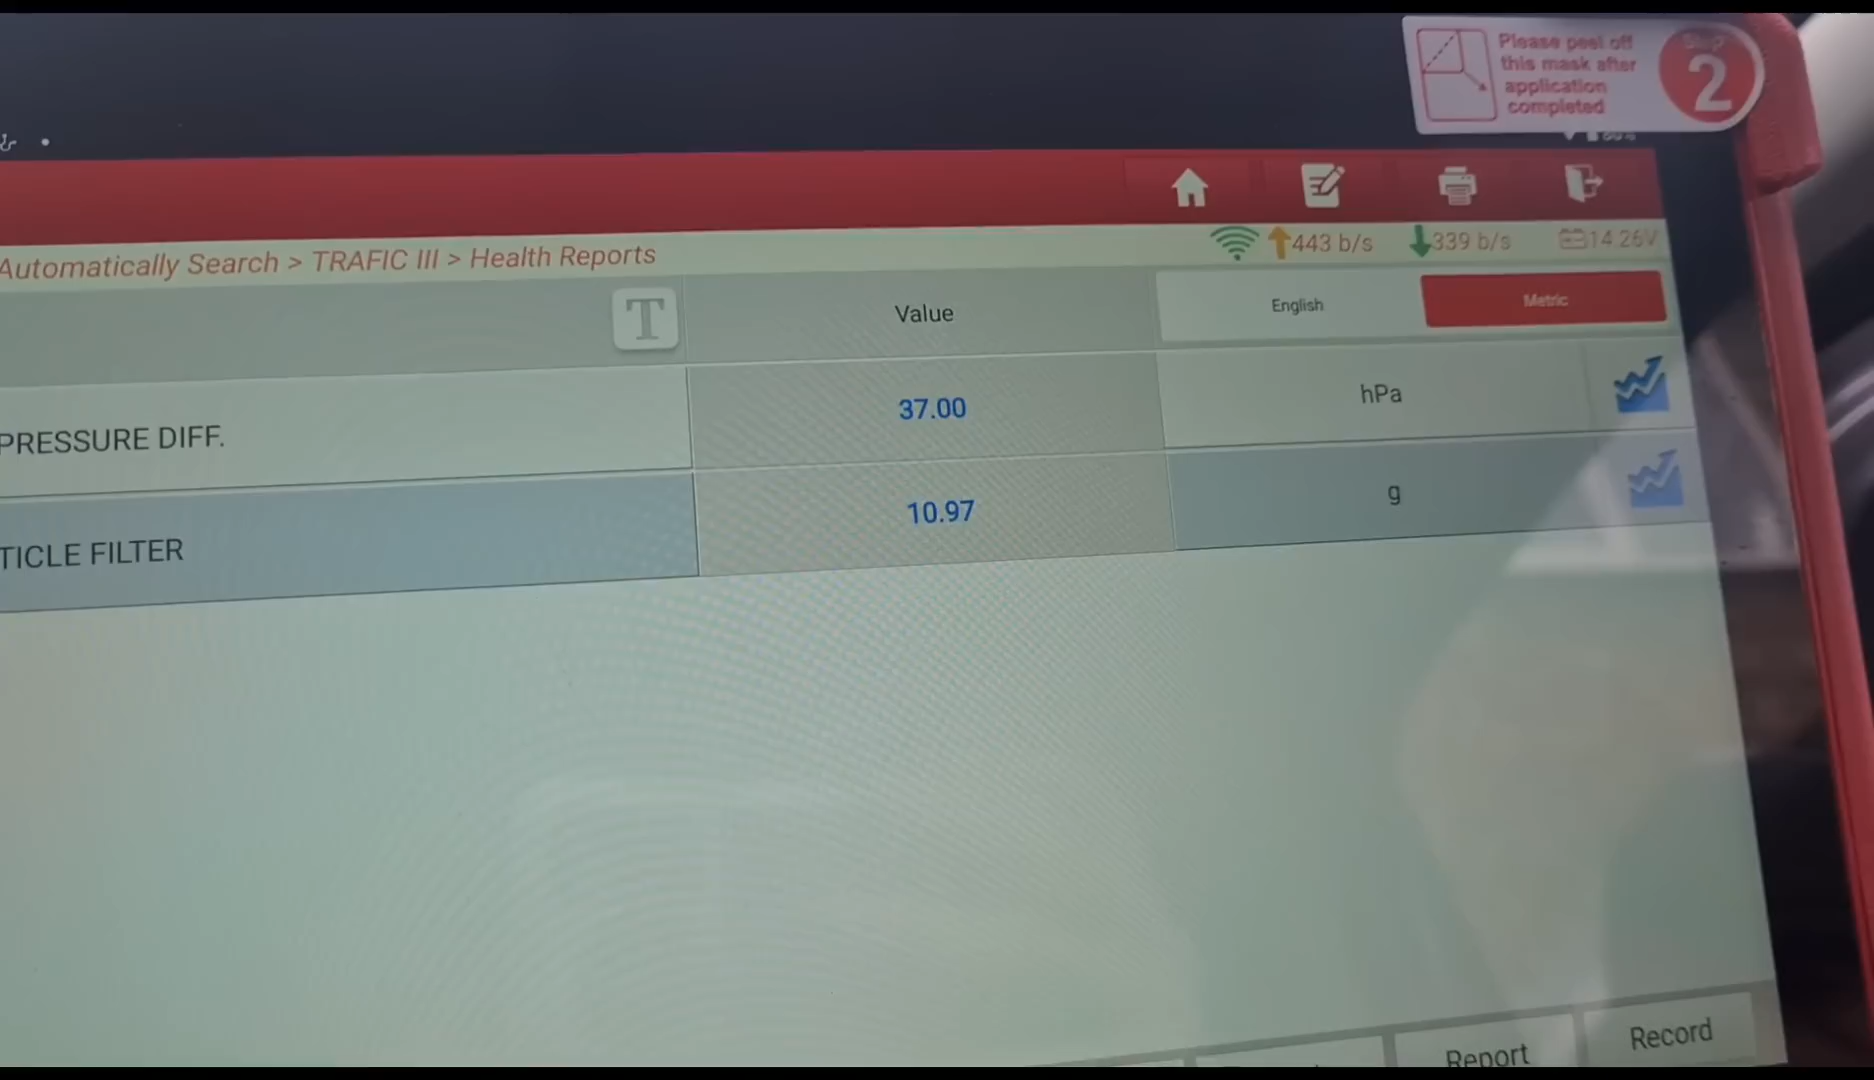 Please peel off
this mask after
application
completed
Step
2
Automatically Search > TRAFIC III > Health Reports
443 b/s
339 b/s
14.26V
T
Value
English
Metric
PRESSURE DIFF.
37.00
hPa
TICLE FILTER
10.97
g
Report
Record